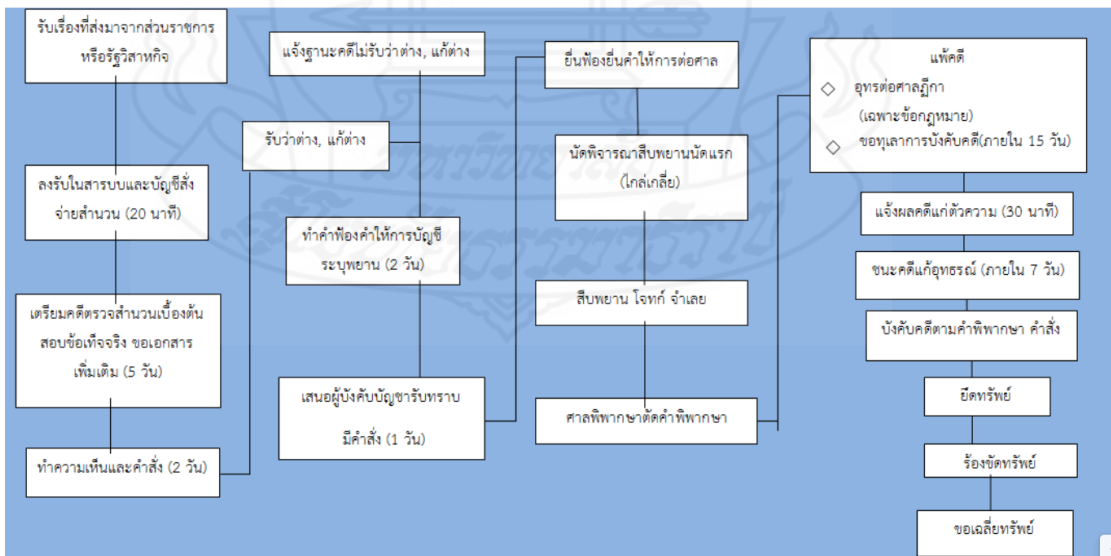 รับเรื่องที่ส่งมาจากส่วนราชการ
หรือรัฐวิสาหกิจ
ลงรับในสารบบและบัญชีสั่ง
จ่ายสำนวน (20 นาที)
เตรียมคดีตรวจสำนวนเบื้องต้น
สอบข้อเท็จจริง ขอเอกสาร
เพิ่มเติม (5 วัน)
ทำความเห็นและคำสั่ง (2 วัน)
แจ้งฐานะคดีไม่รับว่าต่าง, แก้ต่าง
รับว่าต่าง, แก้ต่าง
ทำคำฟ้องคำให้การบัญชี
ระบุพยาน (2 วัน)
เสนอผู้บังคับบัญชารับทราบ
มีคำสั่ง (1 วัน)
ยื่นฟ้องยื่นคำให้การต่อศาล
นัดพิจารณาสืบพยานนัดแรก
(ไกล่เกลี่ย)
สืบพยาน โจทก์ จำเลย
ศาลพิพากษาตัดคำพิพากษา
แพ้คดี
อุทรต่อศาลฎีกา
(เฉพาะข้อกฎหมาย)
ขอทุเลาการบังคับคดี(ภายใน 15 วัน)
แจ้งผลคดีแก่ตัวความ (30 นาที)
ชนะคดีแก้อุทธรณ์ (ภายใน 7 วัน)
บังคับคดีตามคำพิพากษา คำสั่ง
ยึดทรัพย์
ร้องขัดทรัพย์
ขอเฉลี่ยทรัพย์